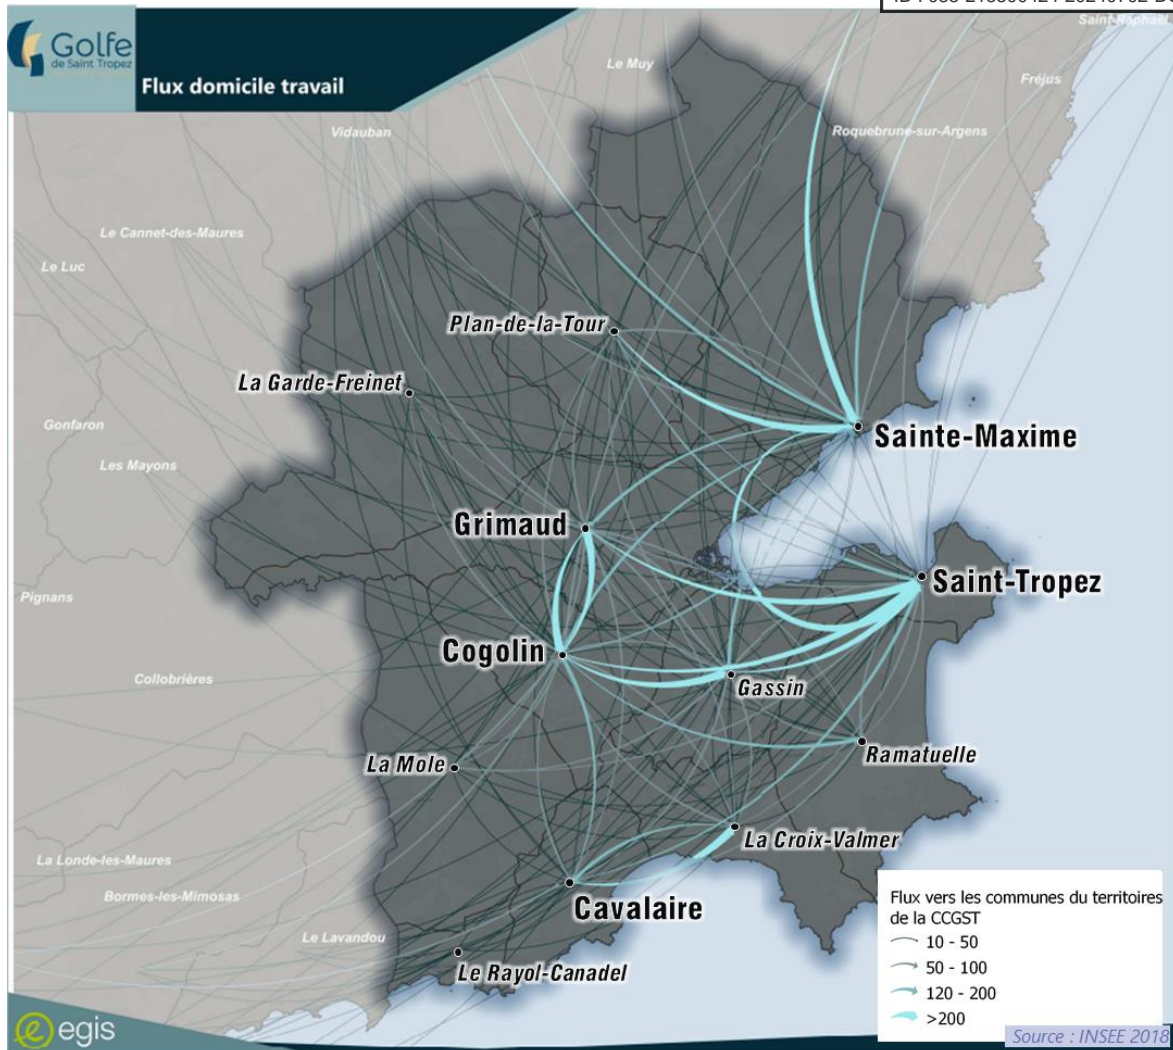 Golfe
de Saint Tropez
Flux domicile travail
Saint-Raphaël
Le Muy
Fréjus
Vidauban
Roquebrune-sur-Argens
Le Cannet-des-Maures
Le Luc
Plan-de-la-Tour
La Garde-Freinet
Gonfaron
Sainte-Maxime
Les Mayons
Grimaud
Saint-Tropez
Pignans
Cogolin
Collobrières
Gassin
Ramatuelle
La Mole
La Croix-Valmer
La Londe-les-Maures
Bormes-les-Mimosas
Cavalaire
Le Lavandou
Le Rayol-Canadel
Flux vers les communes du territoires
de la CCGST
10 - 50
50 - 100
120 - 200
>200
egis
Source : INSEE 2018